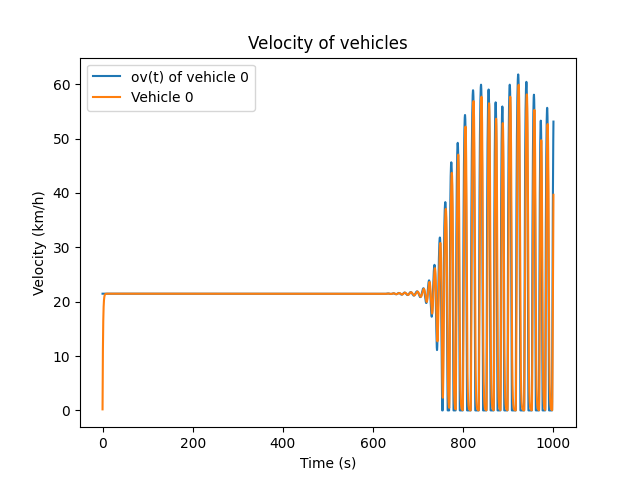 Velocity of vehicles
ov(t) of vehicle 0
Vehicle 0
Velocity (km/h)
60
50
40
30
20
10
0
0 200 400 600 800 1000
Time (s)